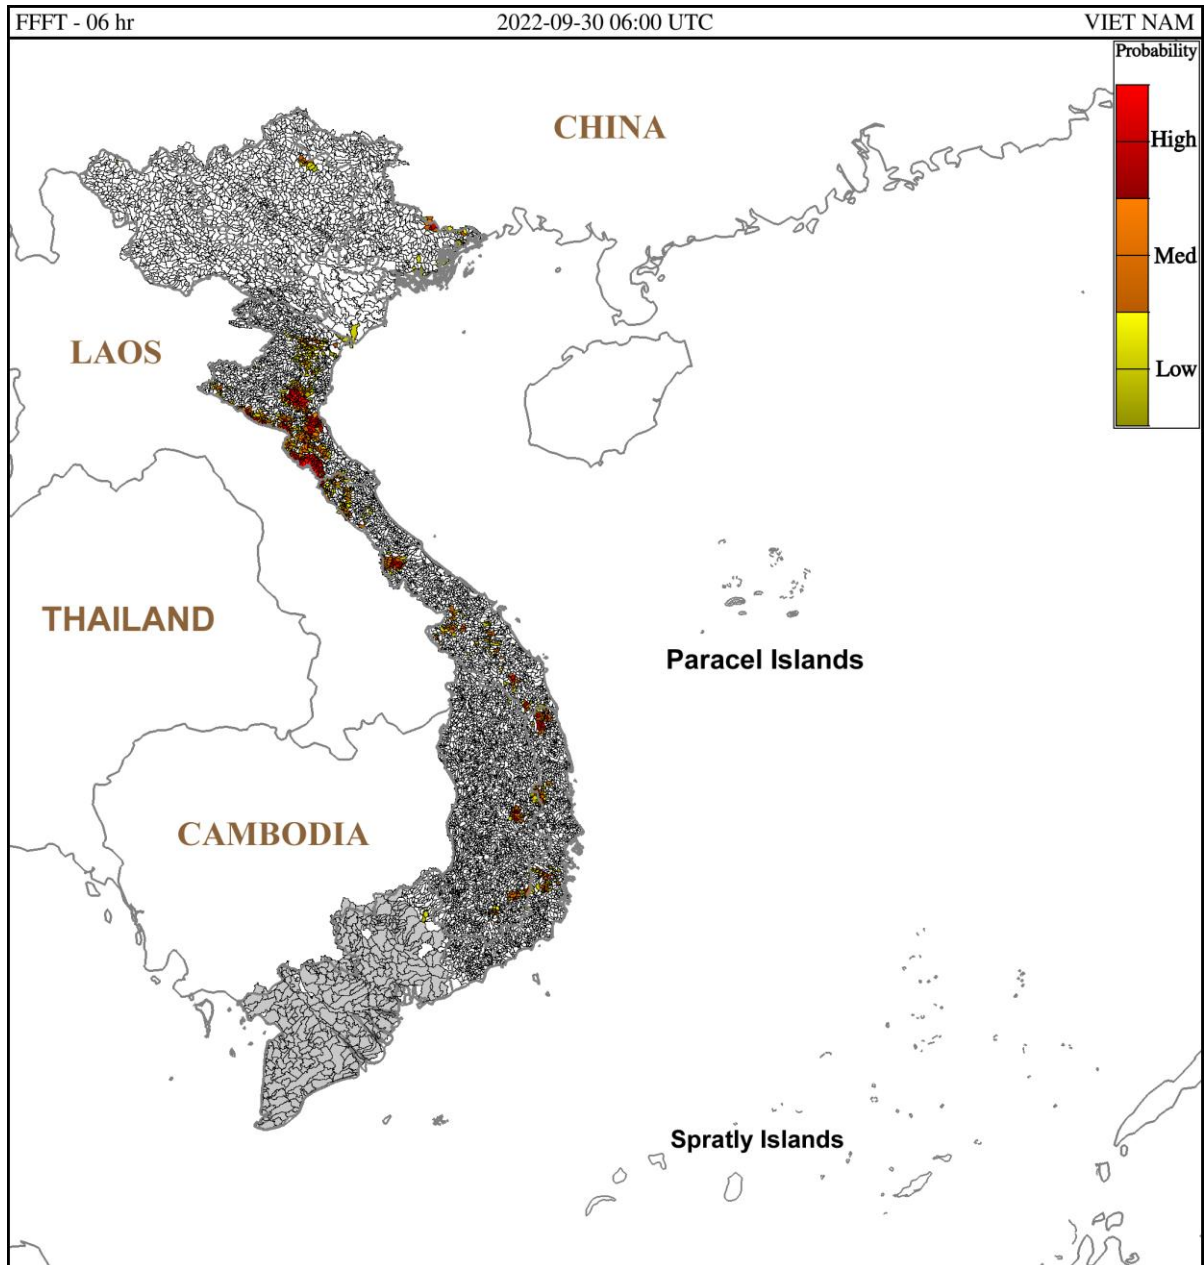 FFFT - 06 hr
2022-09-30 06:00 UTC
VIET NAM
Probability
High
Med
Low
CHINA
LAOS
THAILAND
Paracel Islands
CAMBODIA
Spratly Islands